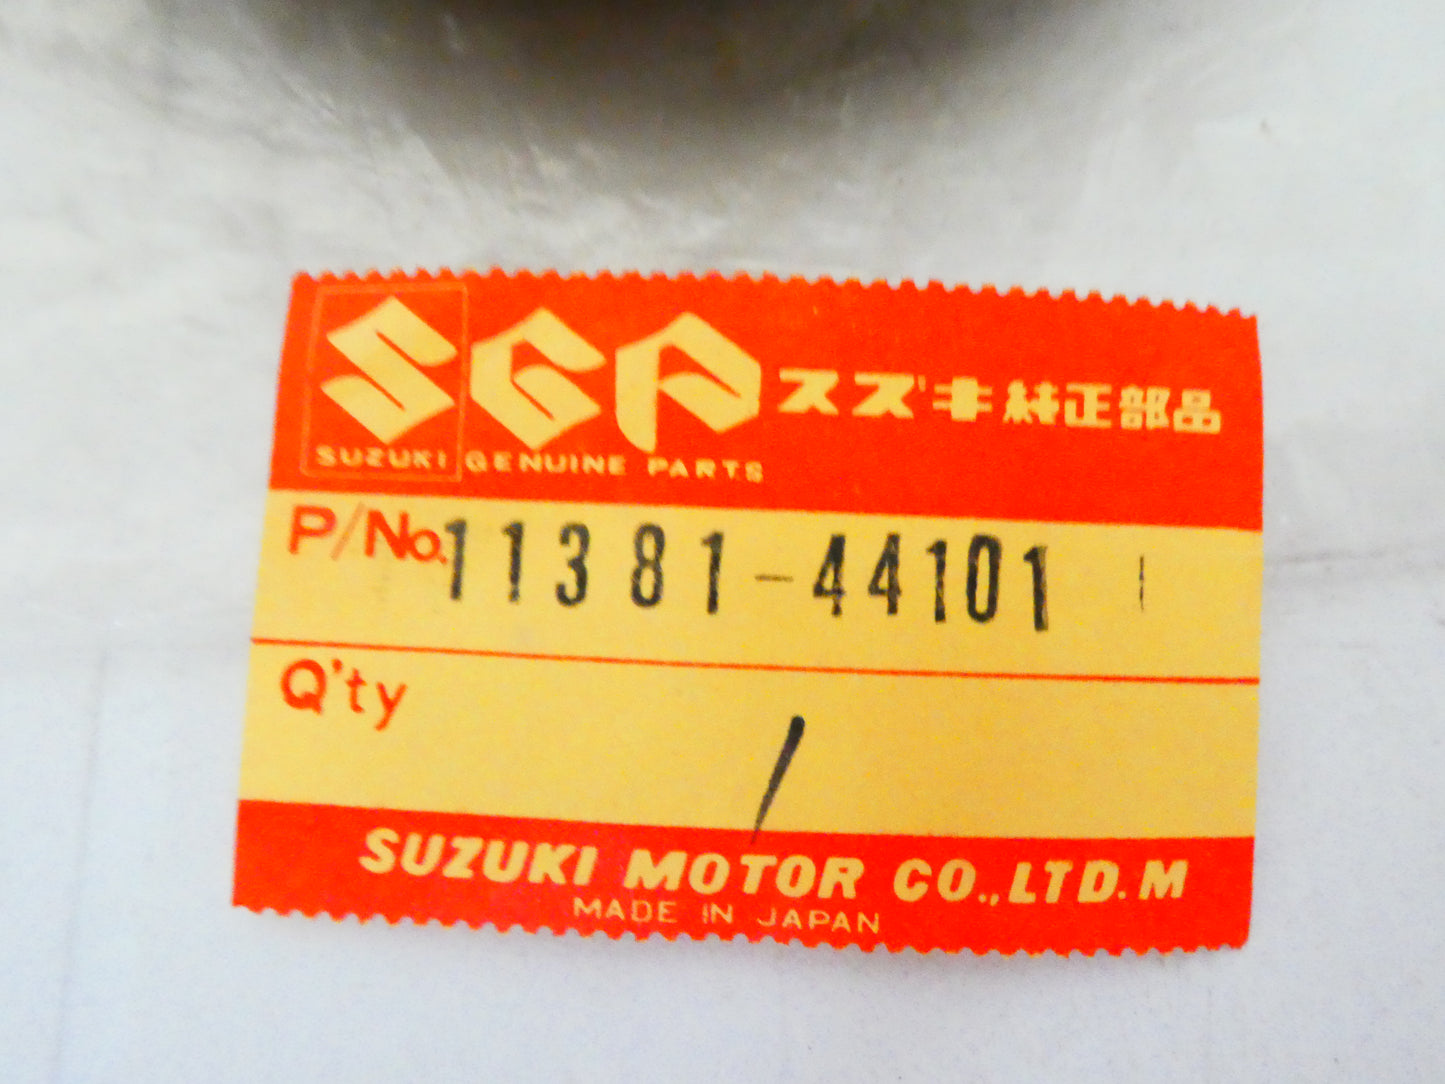 SGP スズキ純正部品
SUZUKI GENUINE PARTS
P/No. 11381-44101
Q'ty 1
SUZUKI MOTOR CO.,LTD.M
MADE IN JAPAN